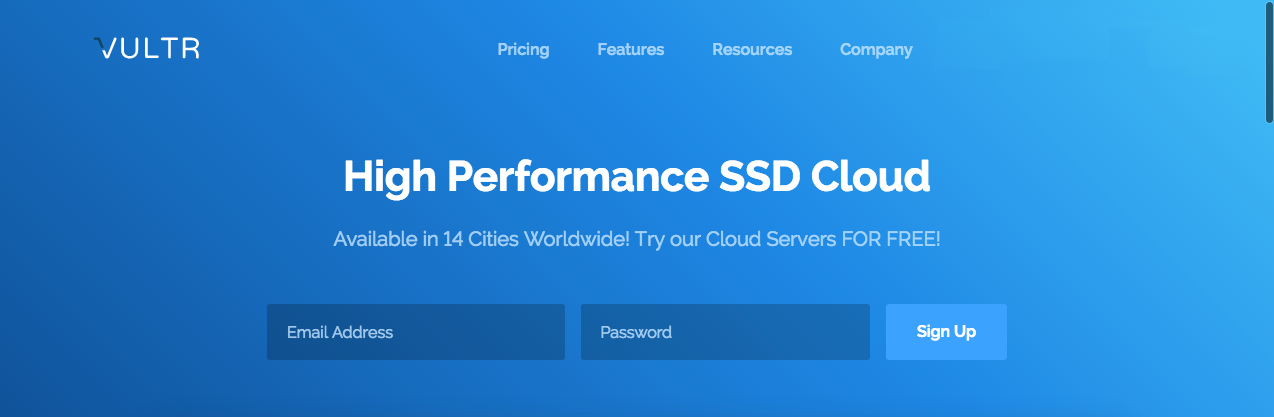 VULTR
Pricing Features Resources Company
High Performance SSD Cloud
Available in 14 Cities Worldwide! Try our Cloud Servers FOR FREE!
Email Address Password Sign Up